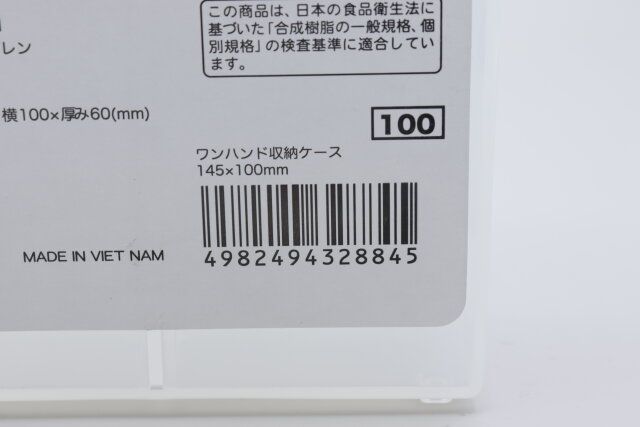 この商品は、日本の食品衛生法に
基づいた「合成樹脂の一般規格、個
別規格」の検査基準に適合してい
ます。
レン
横100×厚み60(mm)
100
ワンハンド収納ケース
145×100mm
MADE IN VIET NAM
4982494328845